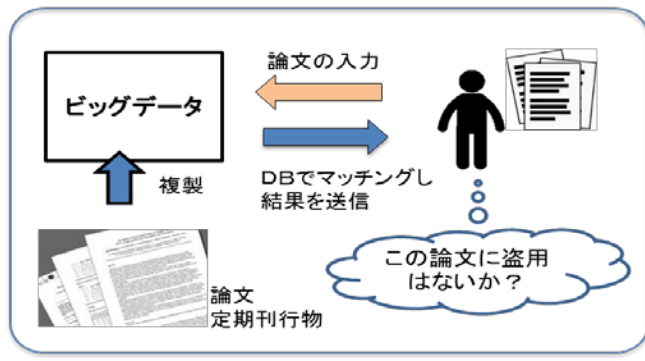 論文の入力
ビッグデータ
DBでマッチングし
結果を送信
複製
論文
定期刊行物
この論文に盗用
はないか？